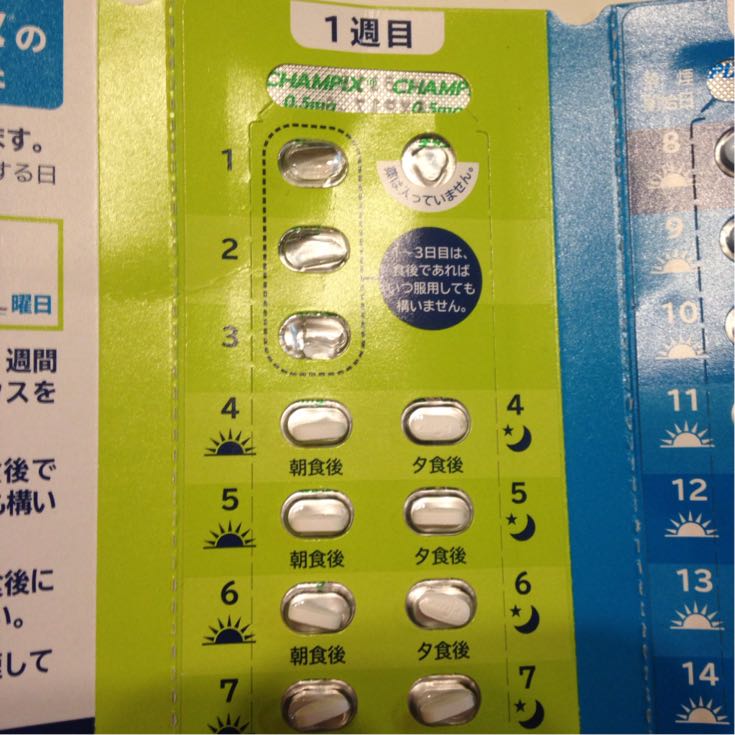 の
1週目
CHAMPIX CHAMP
0.5mg 0.5mg
ます。
する日
曜日
週間
後で
構い
後に
い。
して
1
錠は入っていません。
2
1～3日目は、
食後であれば
いつ服用しても
構いません。
3
4 4
朝食後 夕食後
5 5
朝食後 夕食後
6 6
朝食後 夕食後
7 7
8
9
10
11
12
13
14